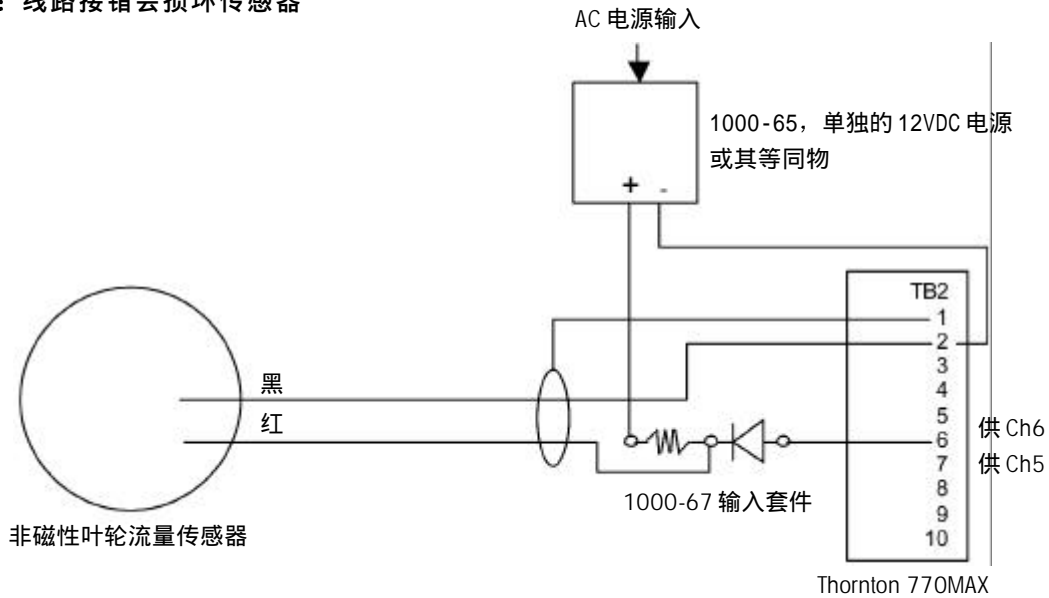 线路接错会损坏传感器
AC 电源输入
1000-65，单独的 12VDC 电源
或其等同物
+ -
TB2
1
2
3
4
5
6
7
8
9
10
黑
红
供 Ch6
供 Ch5
1000-67 输入套件
非磁性叶轮流量传感器
Thornton 770MAX